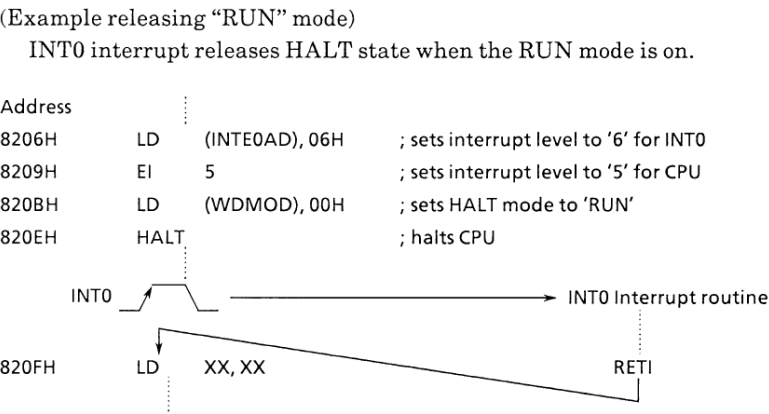 (Example releasing “RUN” mode)
INT0 interrupt releases HALT state when the RUN mode is on.
Address
8206H LD (INTE0AD), 06H ; sets interrupt level to '6' for INT0
8209H EI 5 ; sets interrupt level to '5' for CPU
820BH LD (WDMOD), 00H ; sets HALT mode to 'RUN'
820EH HALT ; halts CPU
INT0 INT0 Interrupt routine
820FH LD XX, XX RETI